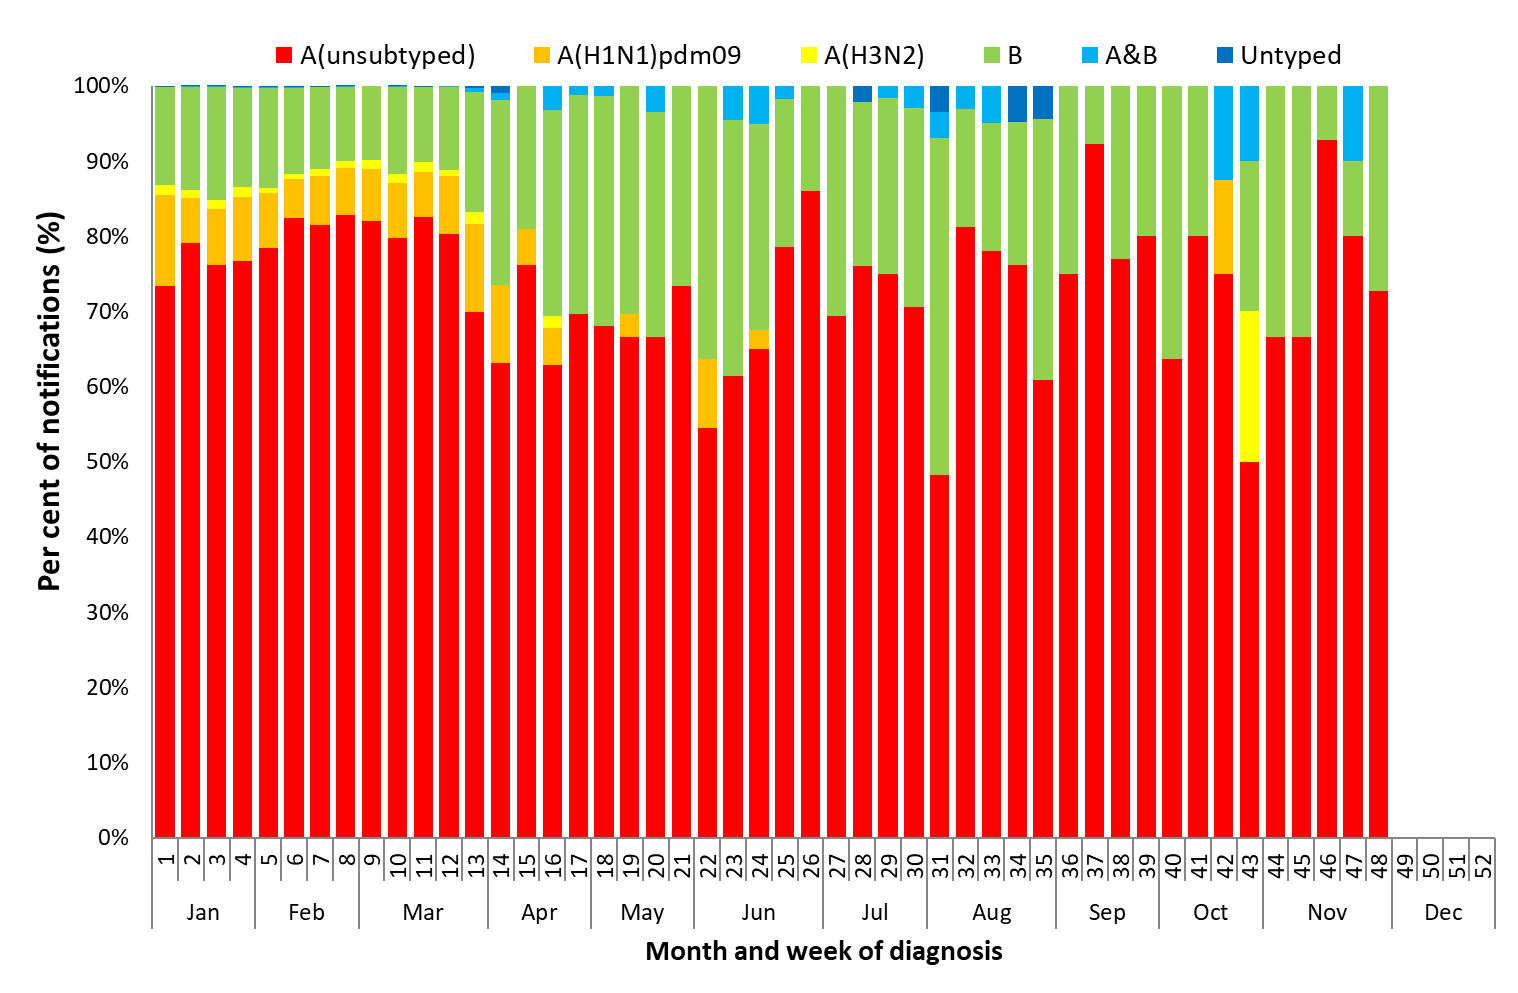 A(unsubtyped) A(H1N1)pdm09 A(H3N2) B A&B Untyped
100%
90%
80%
70%
60%
50%
40%
30%
20%
10%
0%
Per cent of notifications (%)
1 2 3 4 5 6 7 8 9 10 11 12 13 14 15 16 17 18 19 20 21 22 23 24 25 26 27 28 29 30 31 32 33 34 35 36 37 38 39 40 41 42 43 44 45 46 47 48 49 50 51 52
Jan Feb Mar Apr May Jun Jul Aug Sep Oct Nov Dec
Month and week of diagnosis